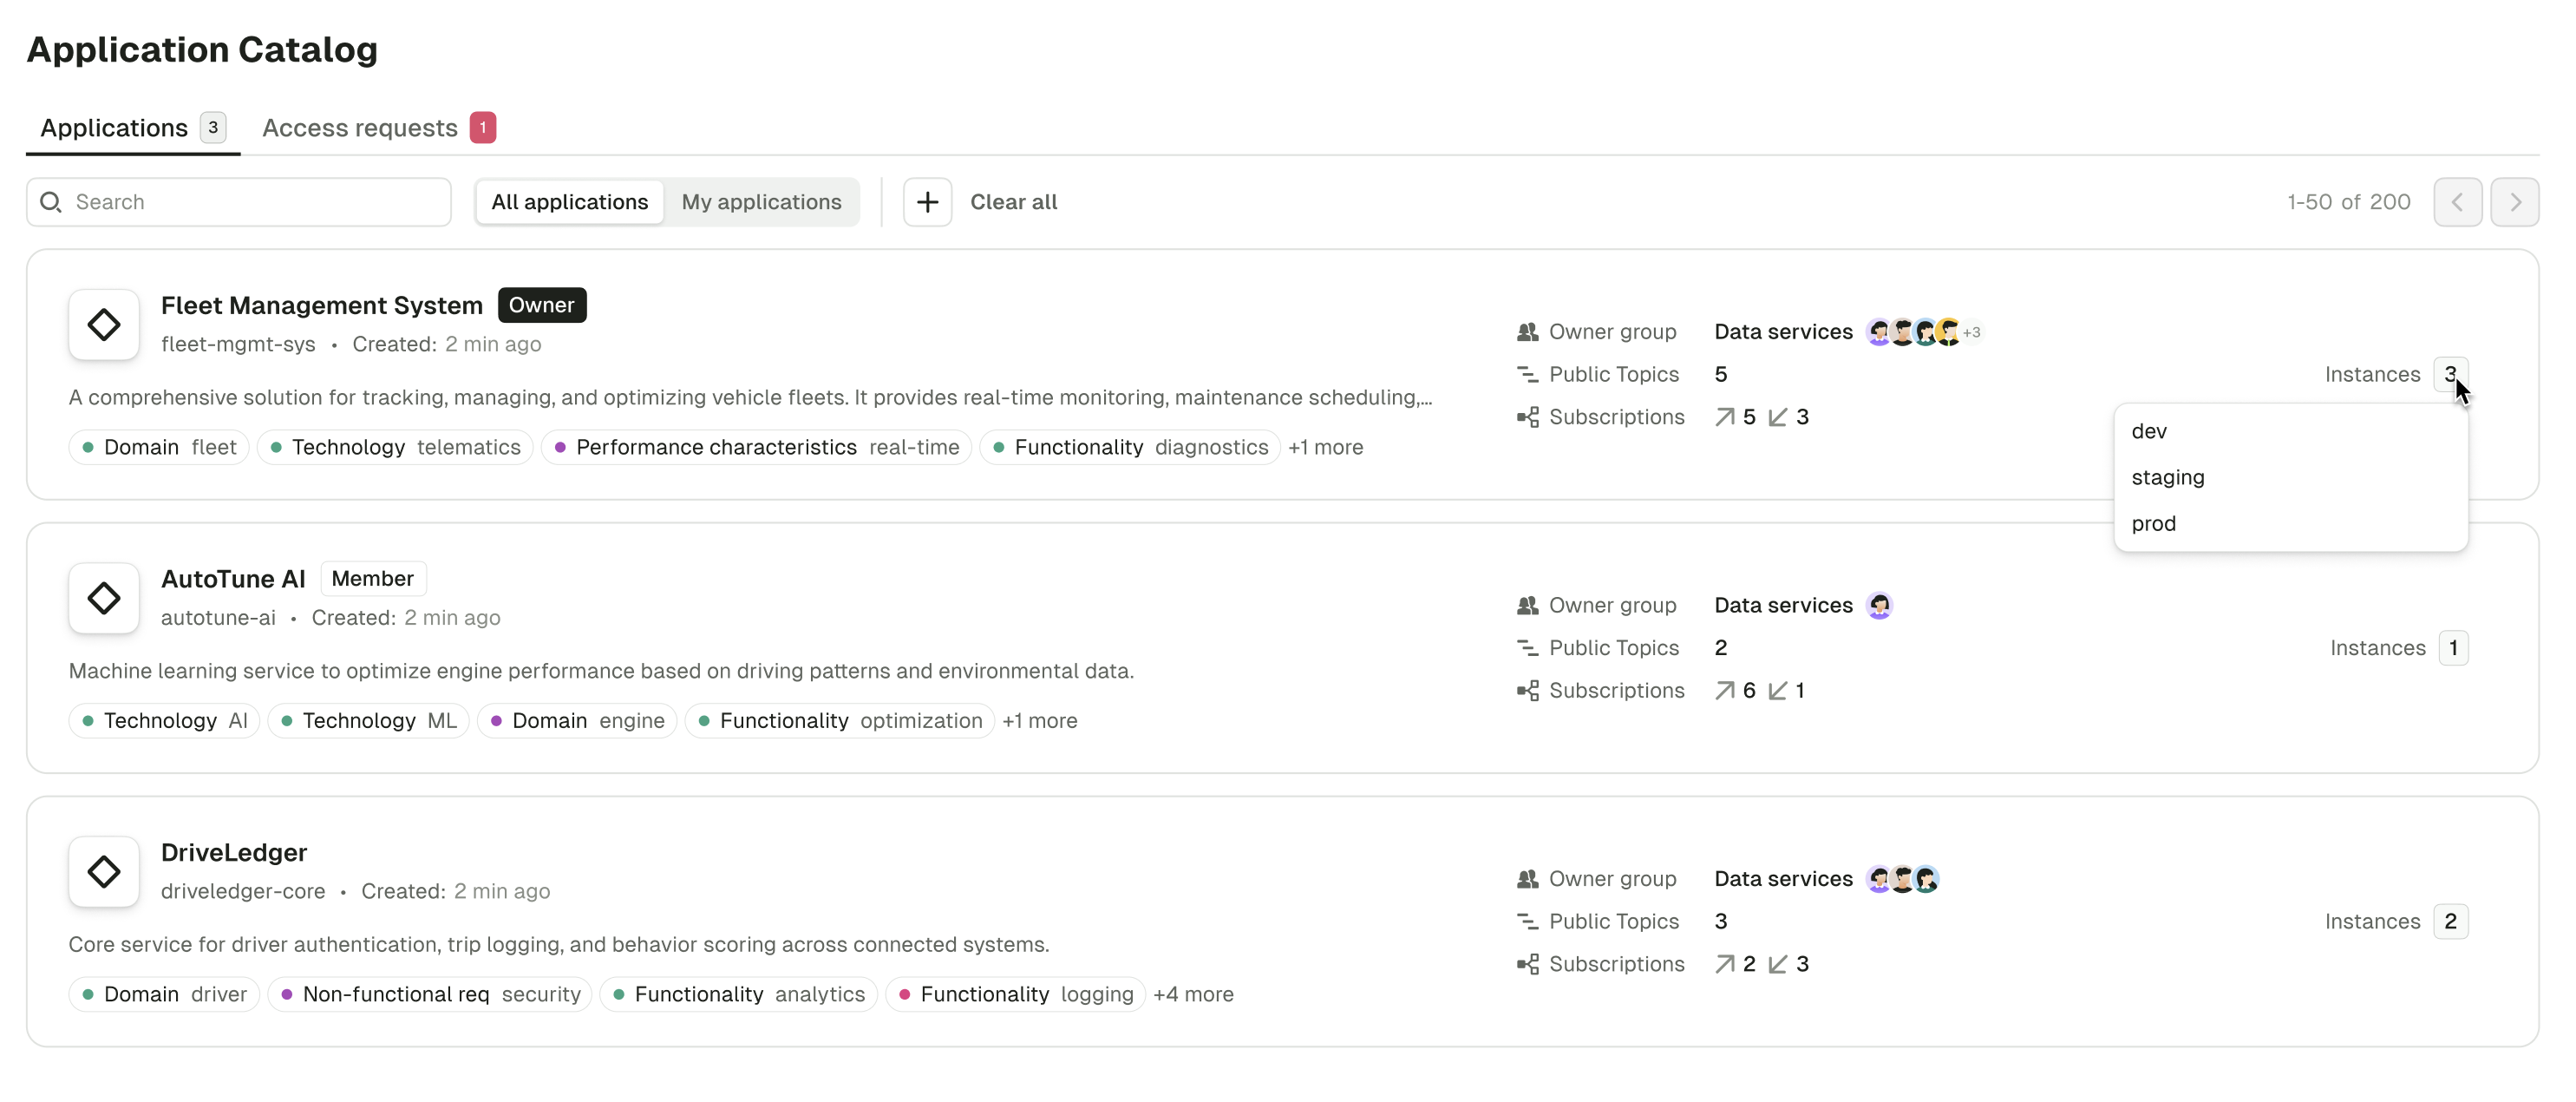 Application Catalog
Applications 3 Access requests 1
Search All applications My applications Clear all 1-50 of 200
Fleet Management System Owner
fleet-mgmt-sys • Created: 2 min ago
A comprehensive solution for tracking, managing, and optimizing vehicle fleets. It provides real-time monitoring, maintenance scheduling,...
Domain fleet Technology telematics Performance characteristics real-time Functionality diagnostics +1 more
Owner group Data services +3
Public Topics 5
Subscriptions 5 3
Instances 3
dev
staging
prod
AutoTune AI Member
autotune-ai • Created: 2 min ago
Machine learning service to optimize engine performance based on driving patterns and environmental data.
Technology AI Technology ML Domain engine Functionality optimization +1 more
Owner group Data services
Public Topics 2
Subscriptions 6 1
Instances 1
DriveLedger
driveledger-core • Created: 2 min ago
Core service for driver authentication, trip logging, and behavior scoring across connected systems.
Domain driver Non-functional req security Functionality analytics Functionality logging +4 more
Owner group Data services
Public Topics 3
Subscriptions 2 3
Instances 2